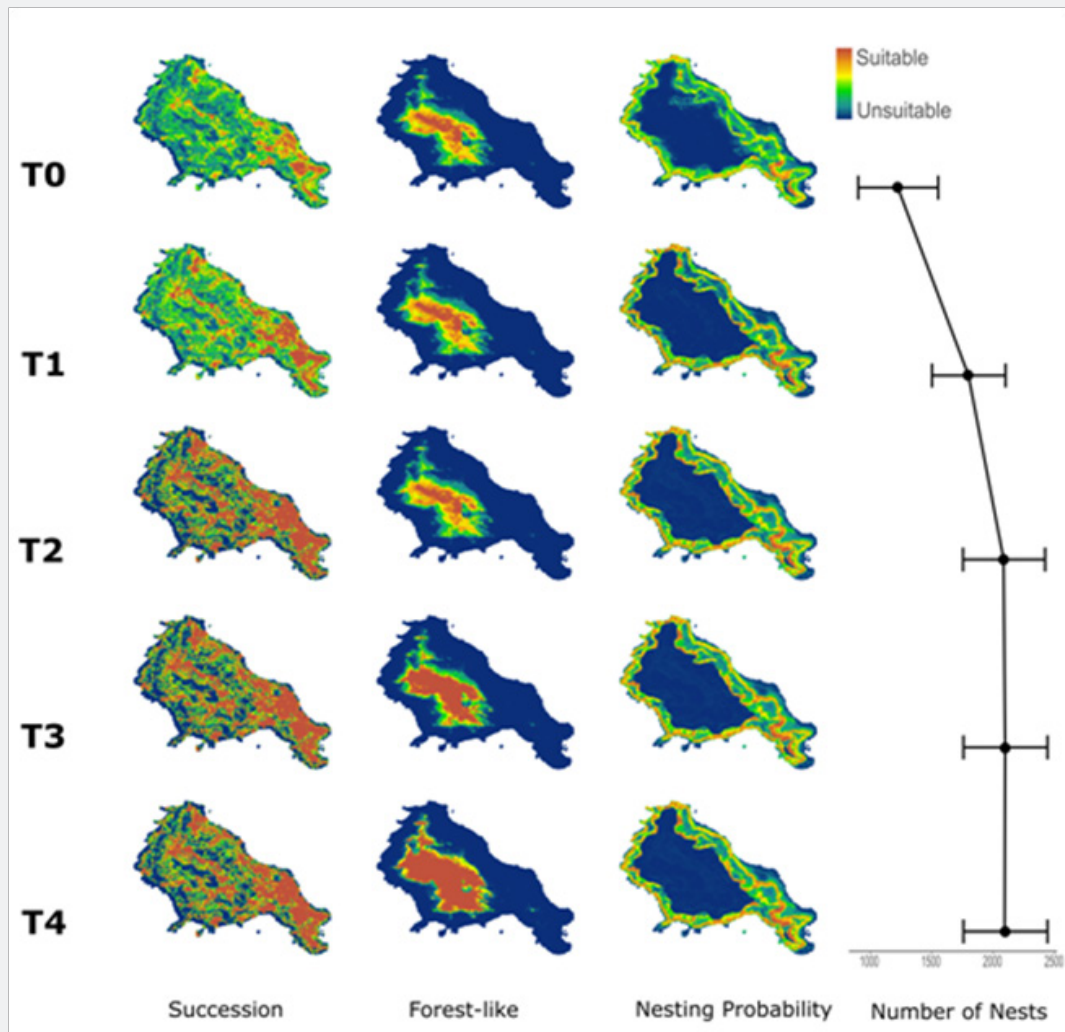 Suitable
Unsuitable
T0
T1
T2
T3
T4
1000 1500 2000 2500
Succession Forest-like Nesting Probability Number of Nests